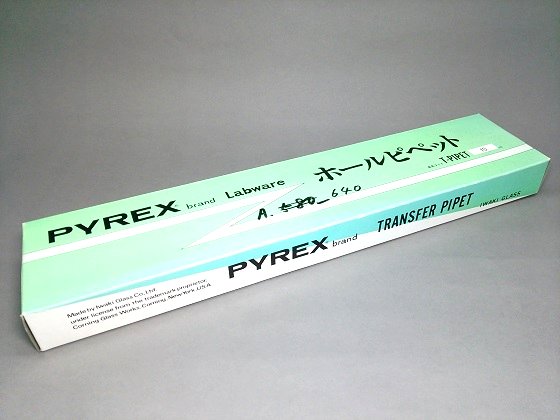 PYREX brand Labware ホールピペット T-PIPET 10
A. 580 640
PYREX brand TRANSFER PIPET IWAKI GLASS
Made by Iwaki Glass Co., Ltd.
under license from the trademark proprietor,
Corning Glass Works, Corning, New York, U.S.A.